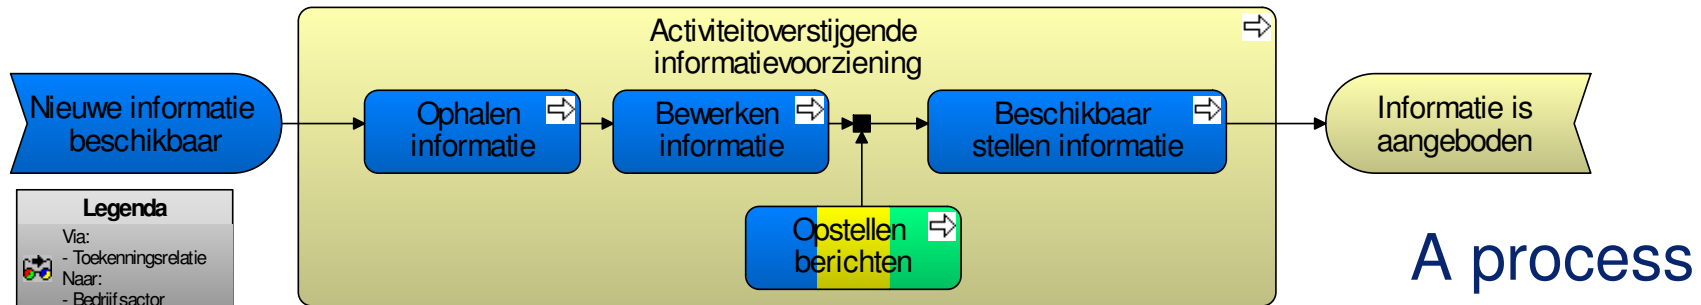 Activiteitoverstijgende
informatievoorziening
Nieuwe informatie
beschikbaar
Ophalen
informatie
Bewerken
informatie
Beschikbaar
stellen informatie
Informatie is
aangeboden
Opstellen
berichten
Legenda
Via:
- Toekenningsrelatie
Naar:
- Bedrijfsactor
A process